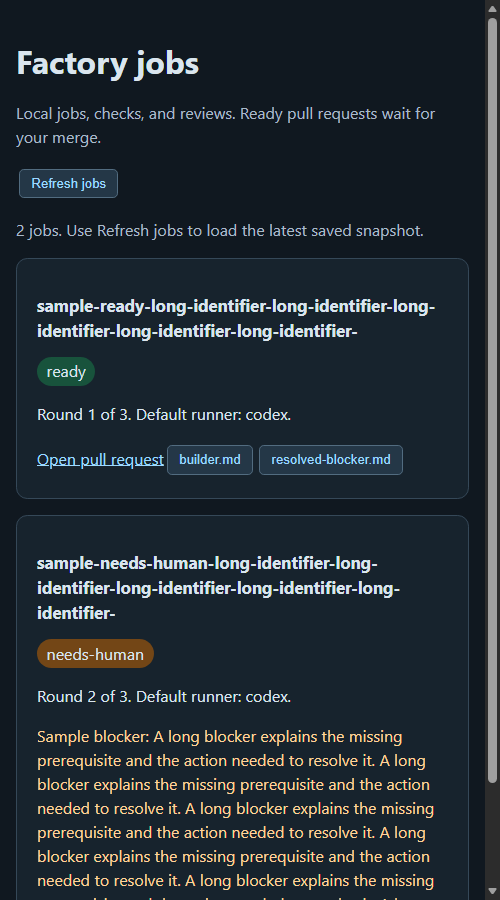 Factory jobs
Local jobs, checks, and reviews. Ready pull requests wait for
your merge.
Refresh jobs
2 jobs. Use Refresh jobs to load the latest saved snapshot.
sample-ready-long-identifier-long-identifier-long-
identifier-long-identifier-long-identifier-
ready
Round 1 of 3. Default runner: codex.
Open pull request builder.md resolved-blocker.md
sample-needs-human-long-identifier-long-
identifier-long-identifier-long-identifier-long-
identifier-
needs-human
Round 2 of 3. Default runner: codex.
Sample blocker: A long blocker explains the missing
prerequisite and the action needed to resolve it. A long
blocker explains the missing prerequisite and the action
needed to resolve it. A long blocker explains the missing
prerequisite and the action needed to resolve it. A long
blocker explains the missing prerequisite and the action
needed to resolve it. A long blocker explains the missing